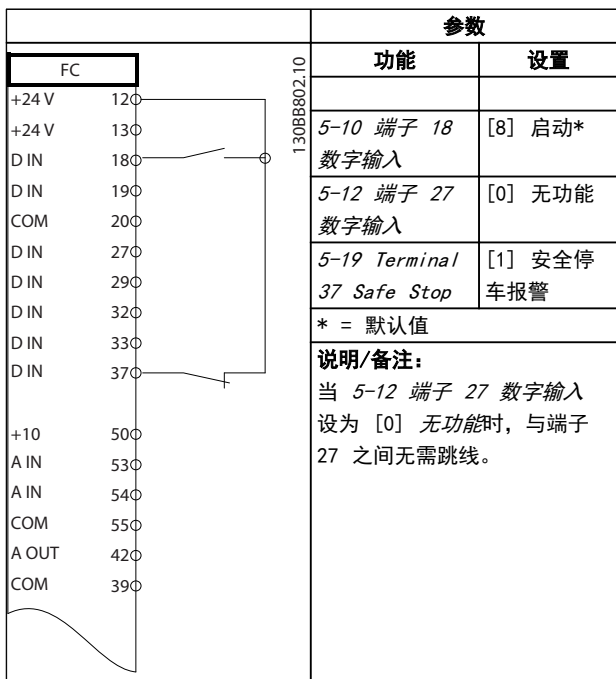 FC
+24 V 12
+24 V 13
D IN 18
D IN 19
COM 20
D IN 27
D IN 29
D IN 32
D IN 33
D IN 37
+10 50
A IN 53
A IN 54
COM 55
A OUT 42
COM 39
130BB802.10
参数
功能 设置
5-10 端子 18 [8] 启动*
数字输入
5-12 端子 27 [0] 无功能
数字输入
5-19 Terminal [1] 安全停
37 Safe Stop 车报警
* = 默认值
说明/备注:
当 5-12 端子 27 数字输入
设为 [0] 无功能时, 与端子
27 之间无需跳线。